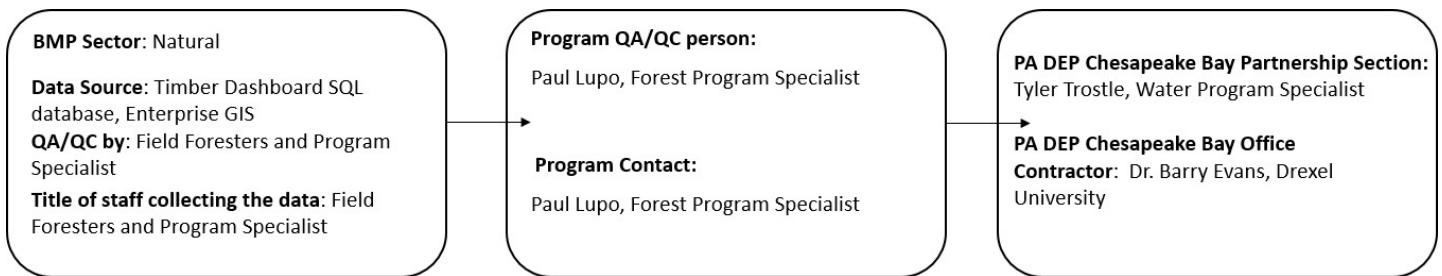 BMP Sector: Natural
Data Source: Timber Dashboard SQL
database, Enterprise GIS
QA/QC by: Field Foresters and Program
Specialist
Title of staff collecting the data: Field
Foresters and Program Specialist
Program QA/QC person:
Paul Lupo, Forest Program Specialist
Program Contact:
Paul Lupo, Forest Program Specialist
PA DEP Chesapeake Bay Partnership Section:
Tyler Trostle, Water Program Specialist
PA DEP Chesapeake Bay Office
Contractor: Dr. Barry Evans, Drexel
University